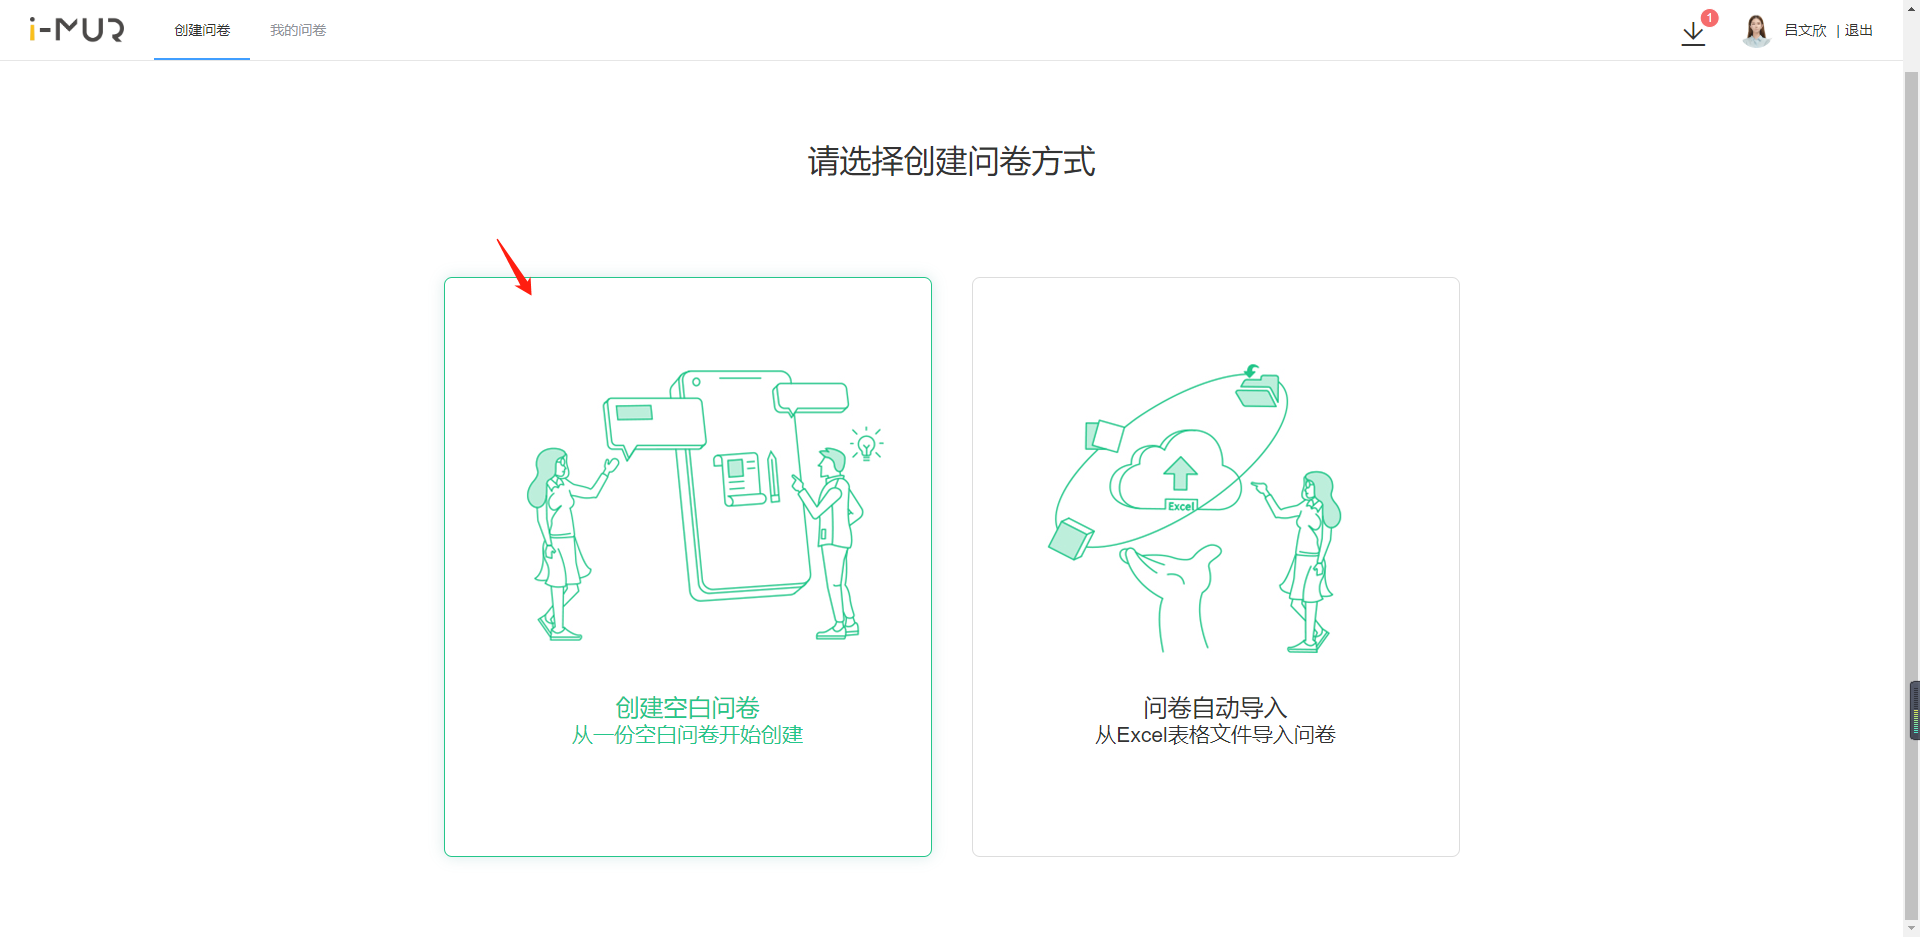 i-MUR
创建问卷
我的问卷
1
吕文欣 | 退出
请选择创建问卷方式
Excel
创建空白问卷
从一份空白问卷开始创建
问卷自动导入
从Excel表格文件导入问卷